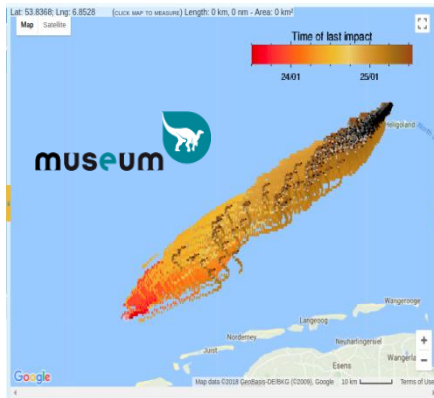 Lat: 53.8368; Lng: 6.8528 (CLICK MAP TO MEASURE) Length: 0 km, 0 nm - Area: 0 km²
Map Satellite
Time of last impact
24/01 25/01
Heligoland
museum
Wangerooge
Langeoog
Norderney
Neuharlingersiel
Juist
Wangerla
Esens
Google
Map data ©2018 GeoBasis-DE/BKG (©2009), Google 10 km Terms of Use